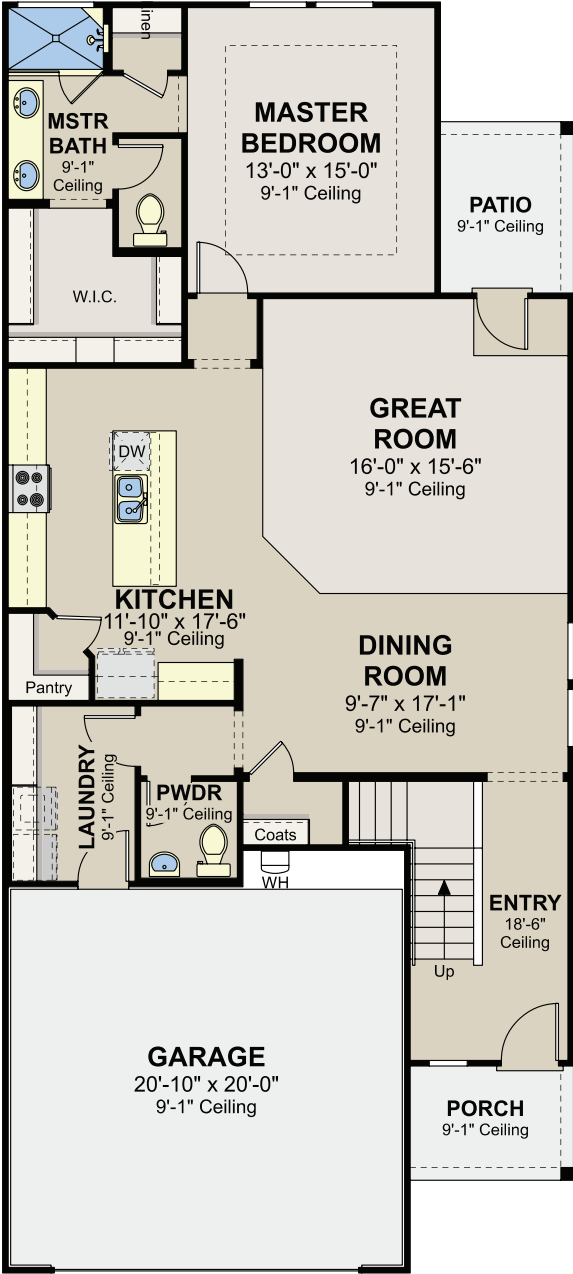 Linen
MSTR
BATH
9'-1"
Ceiling
MASTER
BEDROOM
13'-0" x 15'-0"
9'-1" Ceiling
PATIO
9'-1" Ceiling
W.I.C.
GREAT
ROOM
16'-0" x 15'-6"
9'-1" Ceiling
DW
KITCHEN
11'-10" x 17'-6"
9'-1" Ceiling
DINING
ROOM
9'-7" x 17'-1"
9'-1" Ceiling
Pantry
LAUNDRY
9'-1" Ceiling
PWDR
9'-1" Ceiling
Coats
WH
ENTRY
18'-6"
Ceiling
Up
GARAGE
20'-10" x 20'-0"
9'-1" Ceiling
PORCH
9'-1" Ceiling